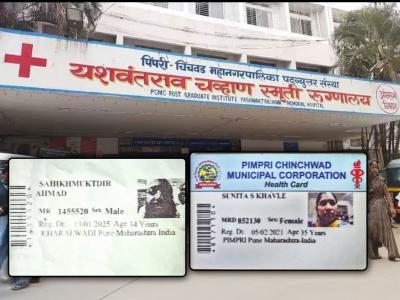 पिंपरी - चिंचवड महानगरपालिका पदव्युत्तर संस्था
यशवंतराव चव्हाण स्मृती रुग्णालय
PCMC POST GRADUATE INSTITUTE YASHWANTRAO MEMORIAL HOSPITAL
SAHIKHMUKTDIR
AHMAD
MR 1455520 Sex Male
Reg. Dt: 13/01/2025 Age 34 Years
KHARALWADI Pune Maharashtra-India
PIMPRI CHINCHWAD
MUNICIPAL CORPORATION
Health Card
SUNITA S KHAVLE
MRD 852130 Sex: Female
Reg. Dt: 05/02/2021 Age 35 Years
PIMPRI Pune Maharashtra-India